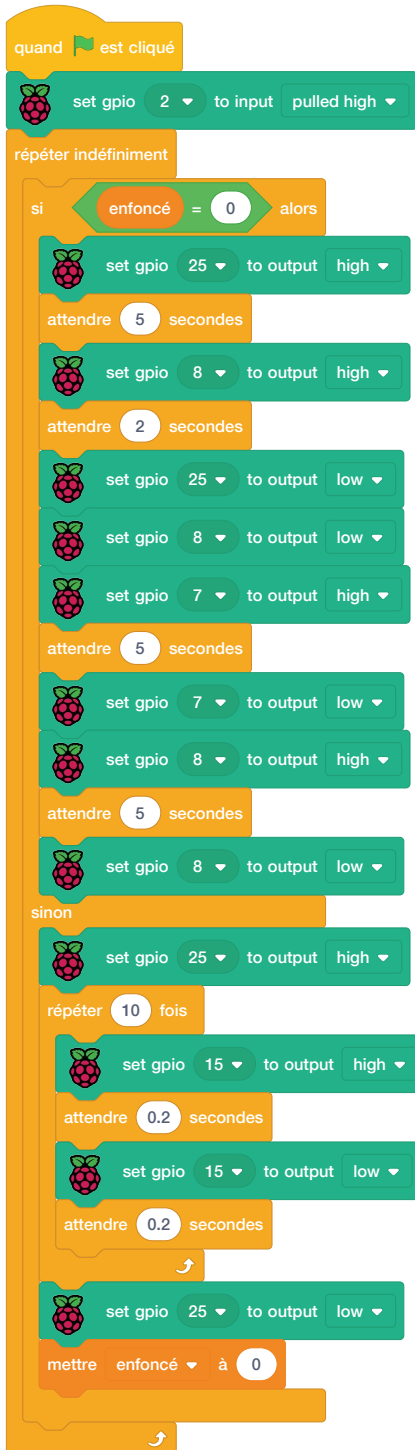 quand est cliqué
set gpio 2 to input pulled high
répéter indéfiniment
si enfoncé = 0 alors
set gpio 25 to output high
attendre 5 secondes
set gpio 8 to output high
attendre 2 secondes
set gpio 25 to output low
set gpio 8 to output low
set gpio 7 to output high
attendre 5 secondes
set gpio 7 to output low
set gpio 8 to output high
attendre 5 secondes
set gpio 8 to output low
sinon
set gpio 25 to output high
répéter 10 fois
set gpio 15 to output high
attendre 0.2 secondes
set gpio 15 to output low
attendre 0.2 secondes
set gpio 25 to output low
mettre enfoncé à 0